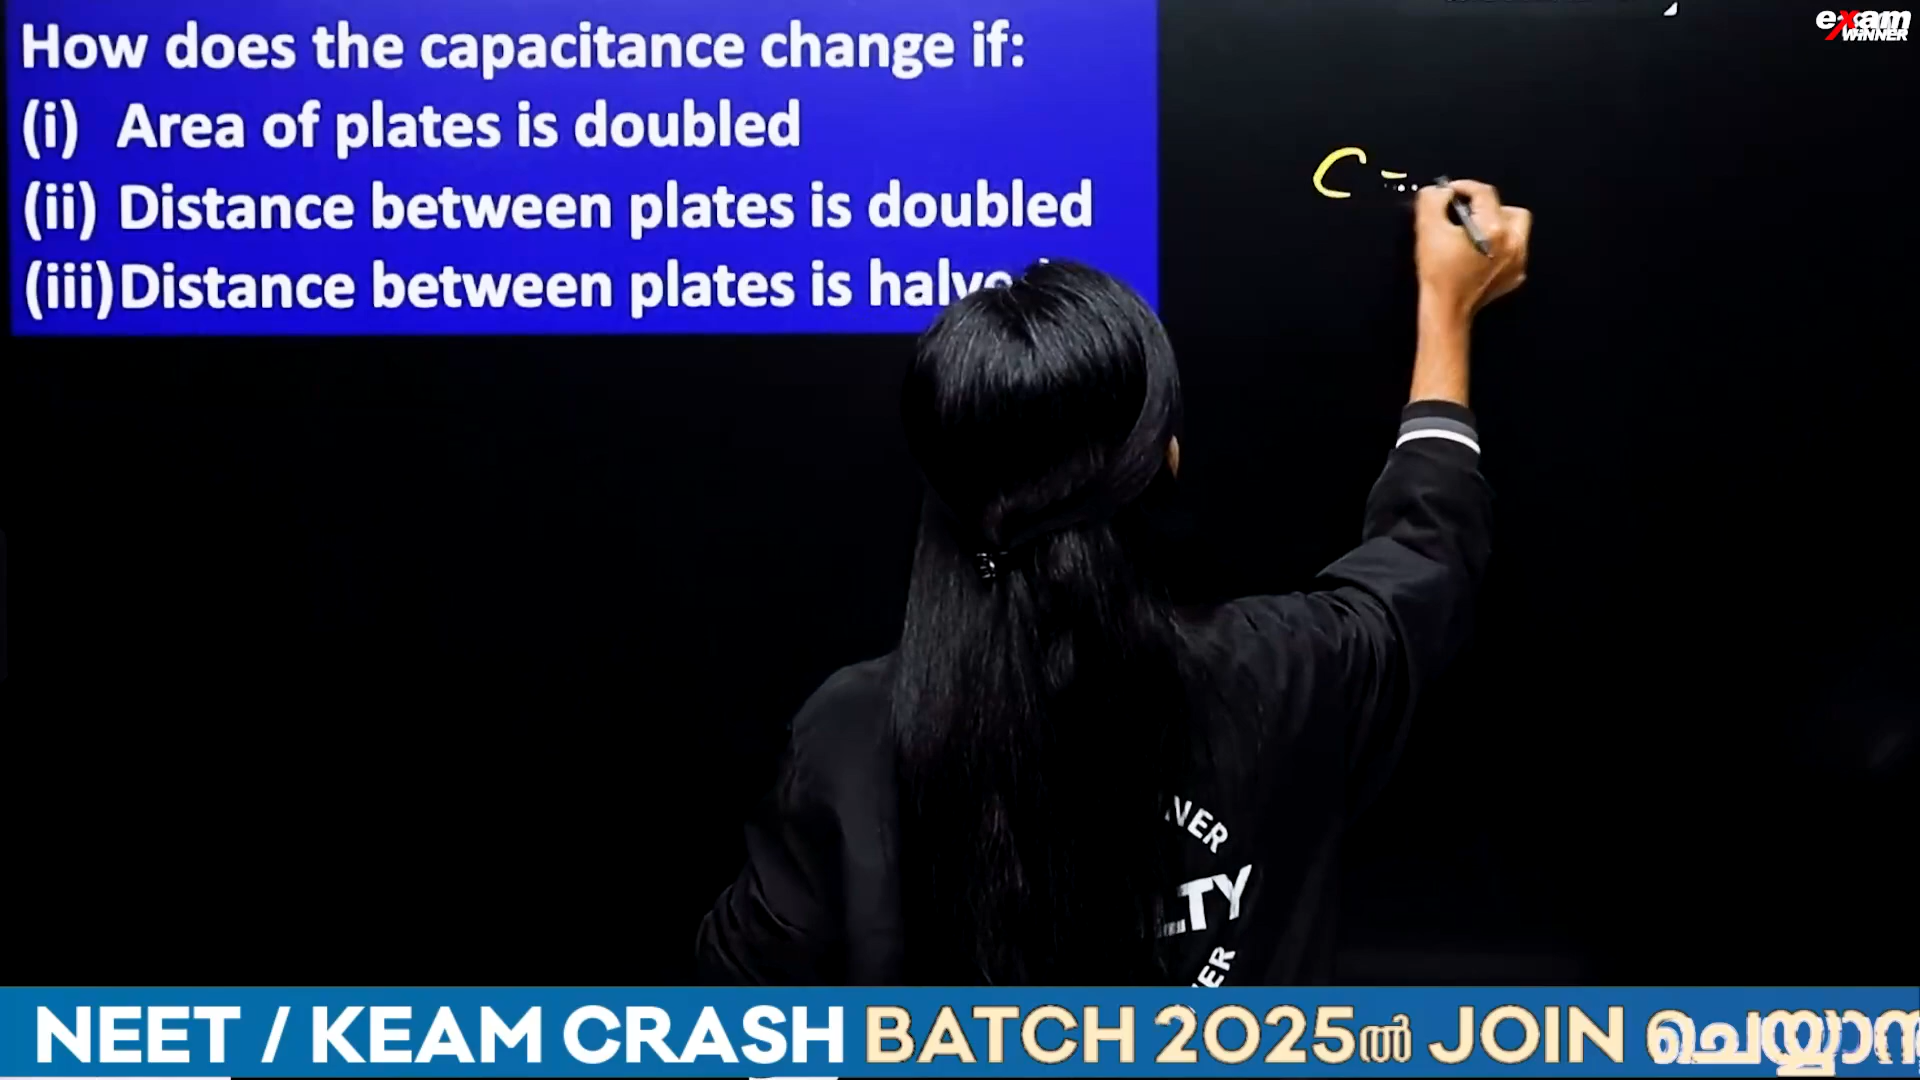 How does the capacitance change if:
(i) Area of plates is doubled
(ii) Distance between plates is doubled
(iii) Distance between plates is
C =
exam
WINNER
NEET / KEAM CRASH BATCH 2025ൽ JOIN